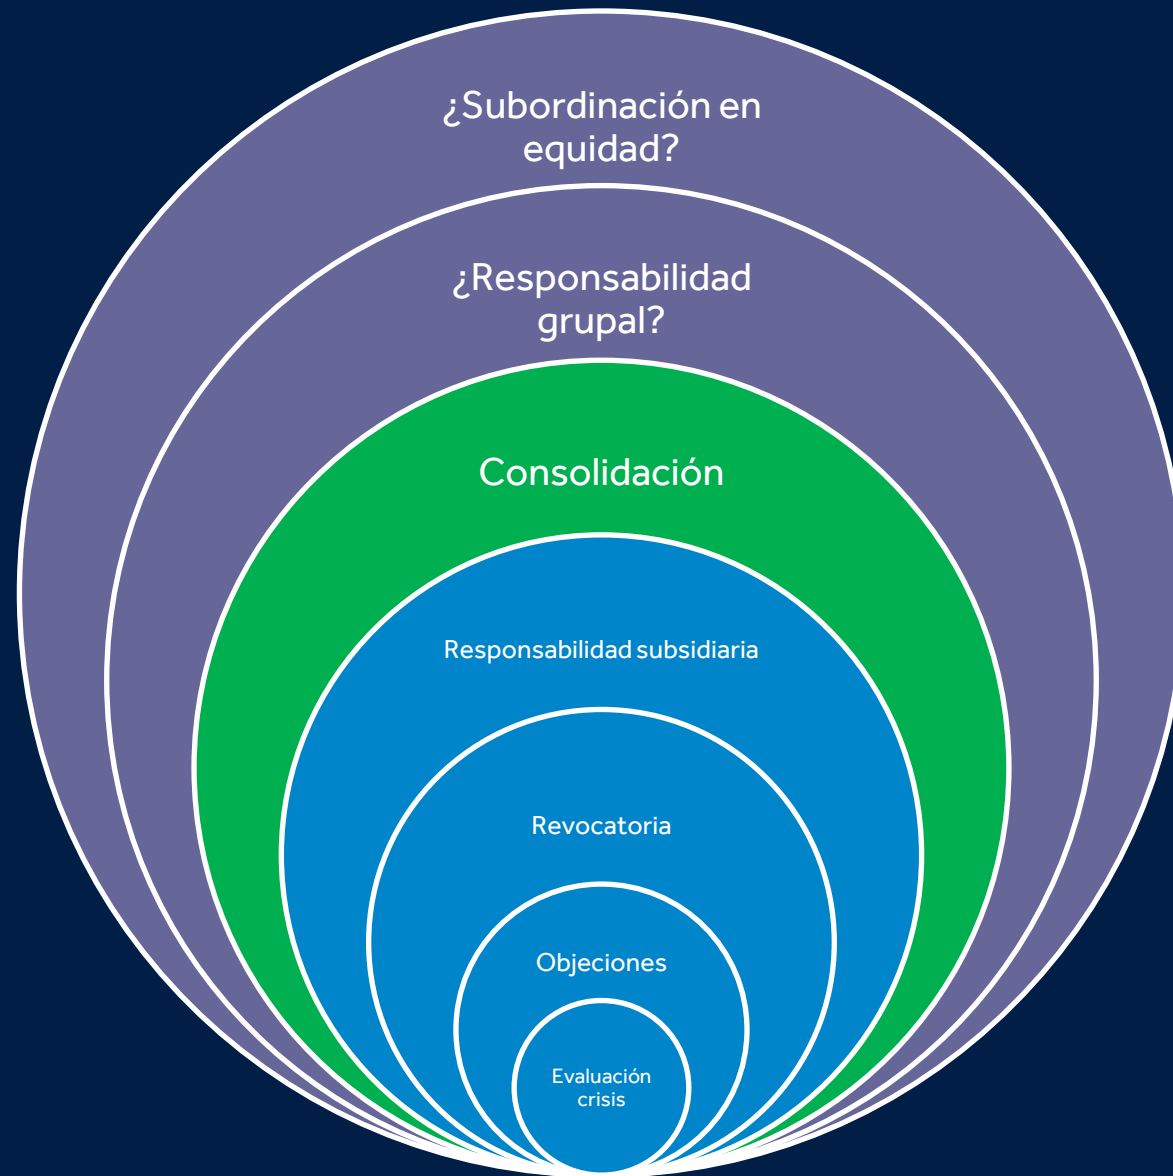 ¿Subordinación en
equidad?
¿Responsabilidad
grupal?
Consolidación
Responsabilidad subsidiaria
Revocatoria
Objeciones
Evaluación
crisis